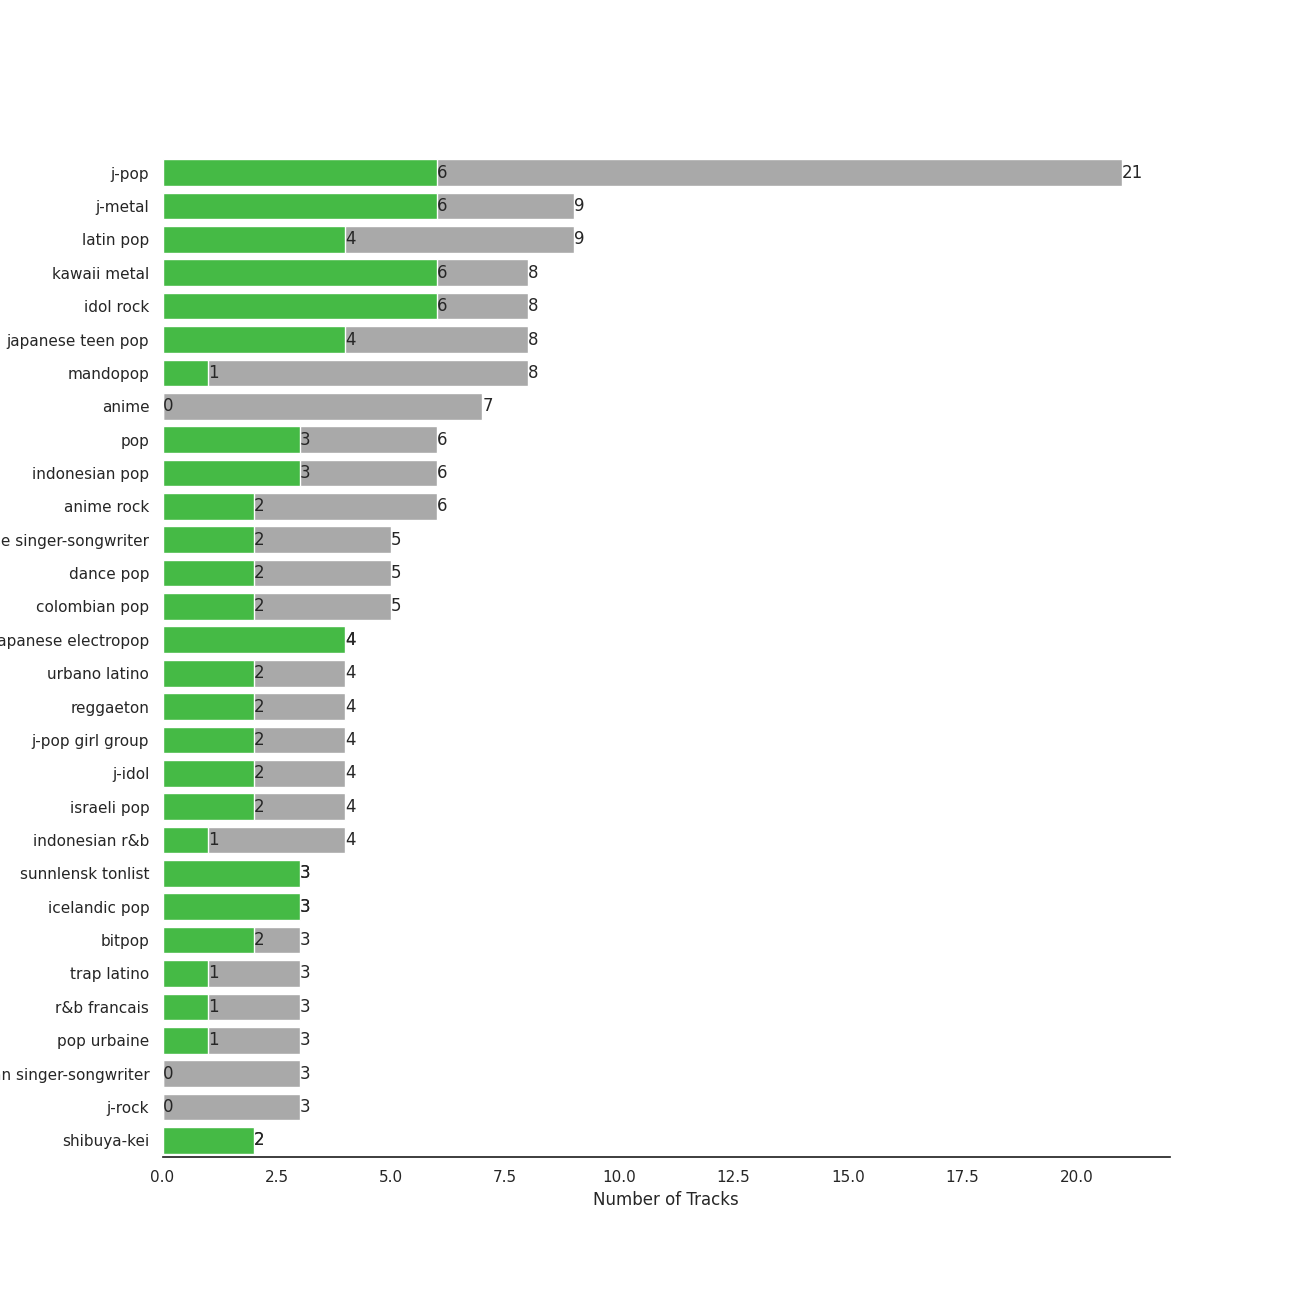 j-pop 6 21
j-metal 6 9
latin pop 4 9
kawaii metal 6 8
idol rock 6 8
japanese teen pop 4 8
mandopop 1 8
anime 0 7
pop 3 6
indonesian pop 3 6
anime rock 2 6
e singer-songwriter 2 5
dance pop 2 5
colombian pop 2 5
apanese electropop 4
urbano latino 2 4
reggaeton 2 4
j-pop girl group 2 4
j-idol 2 4
israeli pop 2 4
indonesian r&b 1 4
sunnlensk tonlist 3
icelandic pop 3
bitpop 2 3
trap latino 1 3
r&b francais 1 3
pop urbaine 1 3
n singer-songwriter 0 3
j-rock 0 3
shibuya-kei 2
0.0 2.5 5.0 7.5 10.0 12.5 15.0 17.5 20.0
Number of Tracks